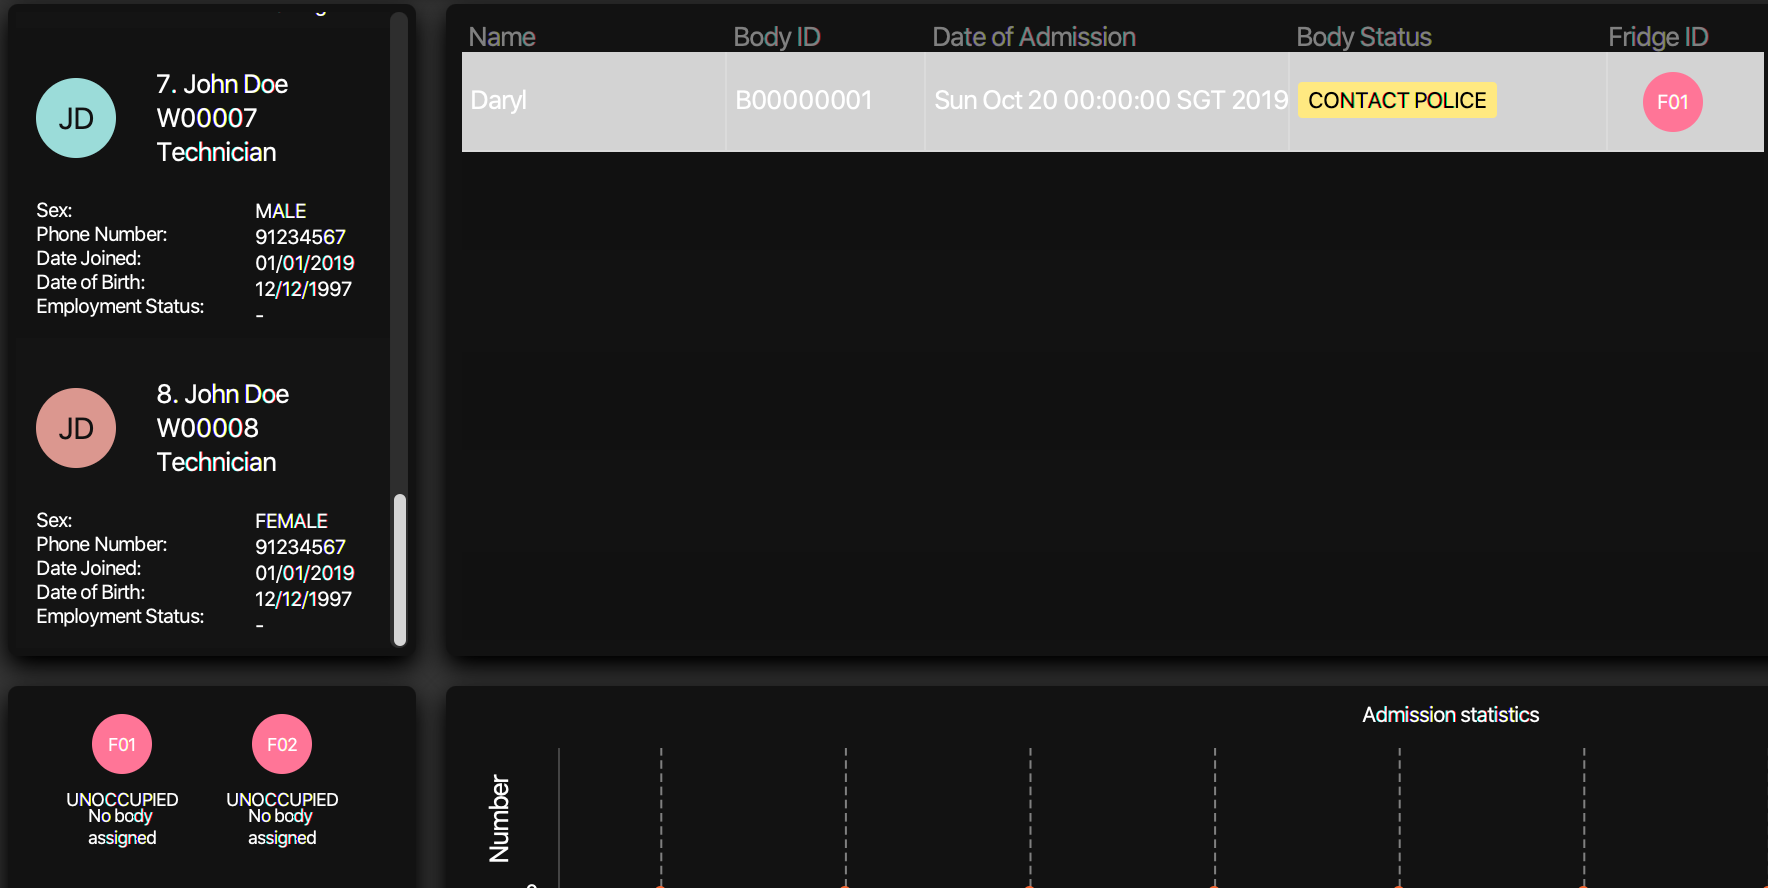 JD
7. John Doe
W00007
Technician
Sex: MALE
Phone Number: 91234567
Date Joined: 01/01/2019
Date of Birth: 12/12/1997
Employment Status: -
JD
8. John Doe
W00008
Technician
Sex: FEMALE
Phone Number: 91234567
Date Joined: 01/01/2019
Date of Birth: 12/12/1997
Employment Status: -
Name Body ID Date of Admission Body Status Fridge ID
Daryl B00000001 Sun Oct 20 00:00:00 SGT 2019 CONTACT POLICE F01
F01
UNOCCUPIED
No body
assigned
F02
UNOCCUPIED
No body
assigned
Admission statistics
Number